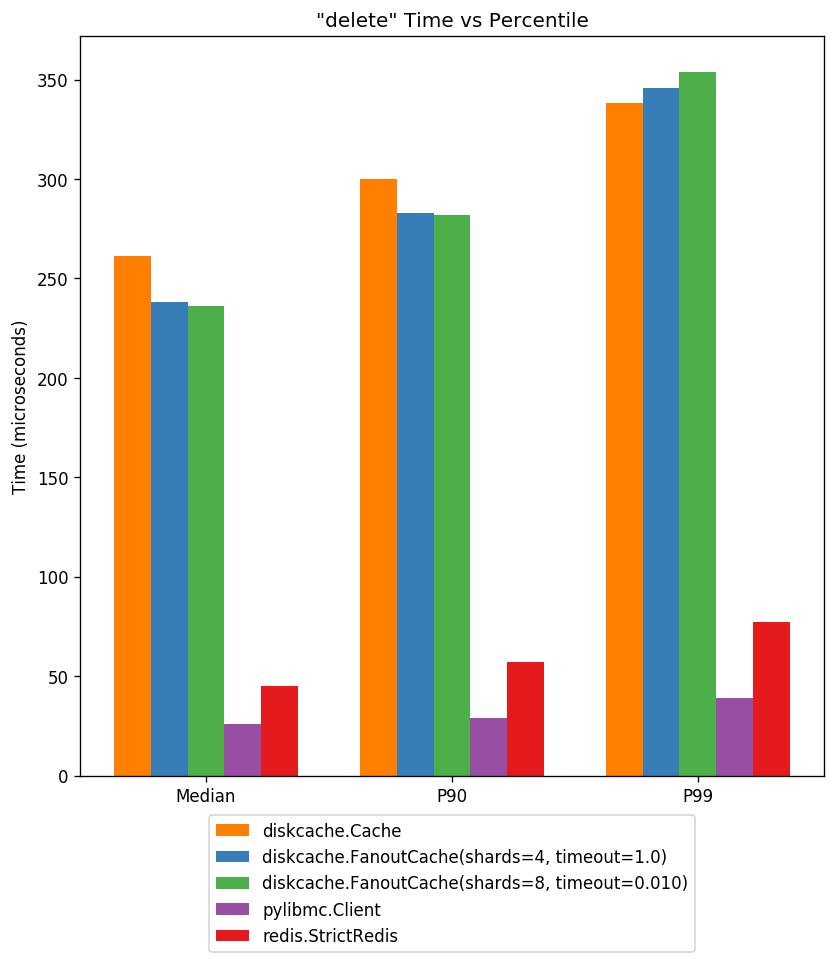 "delete" Time vs Percentile
350
300
250
200
150
100
50
0
Time (microseconds)
Median
P90
P99
diskcache.Cache
diskcache.FanoutCache(shards=4, timeout=1.0)
diskcache.FanoutCache(shards=8, timeout=0.010)
pylibmc.Client
redis.StrictRedis